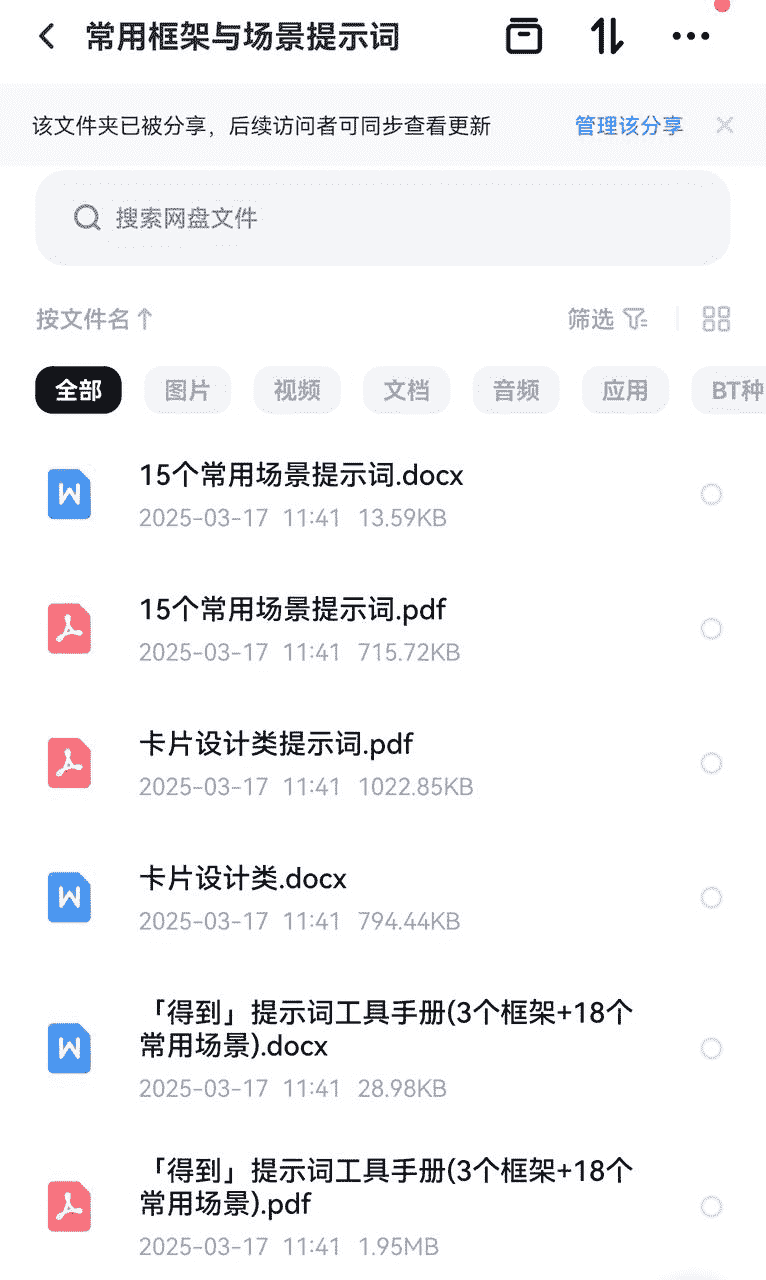 常用框架与场景提示词
该文件夹已被分享，后续访问者可同步查看更新 管理该分享
搜索网盘文件
按文件名↑ 筛选
全部 图片 视频 文档 音频 应用 BT种
15个常用场景提示词.docx
2025-03-17 11:41 13.59KB
15个常用场景提示词.pdf
2025-03-17 11:41 715.72KB
卡片设计类提示词.pdf
2025-03-17 11:41 1022.85KB
卡片设计类.docx
2025-03-17 11:41 794.44KB
「得到」提示词工具手册(3个框架+18个
常用场景).docx
2025-03-17 11:41 28.98KB
「得到」提示词工具手册(3个框架+18个
常用场景).pdf
2025-03-17 11:41 1.95MB